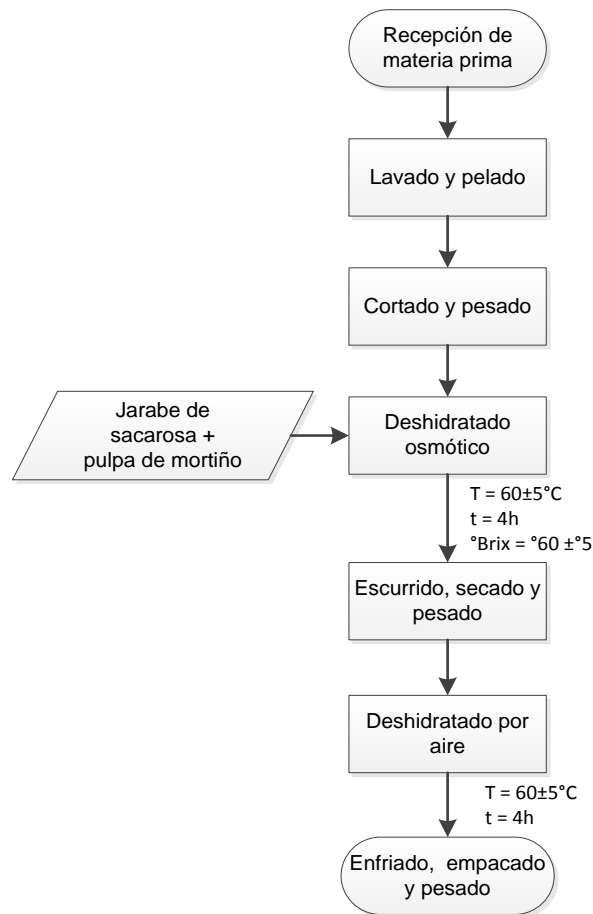 Recepción de
materia prima
Lavado y pelado
Cortado y pesado
Jarabe de
sacarosa +
pulpa de mortiño
Deshidratado
osmótico
T = 60±5°C
t = 4h
°Brix = °60 ±°5
Escurrido, secado y
pesado
Deshidratado por
aire
T = 60±5°C
t = 4h
Enfriado, empacado
y pesado